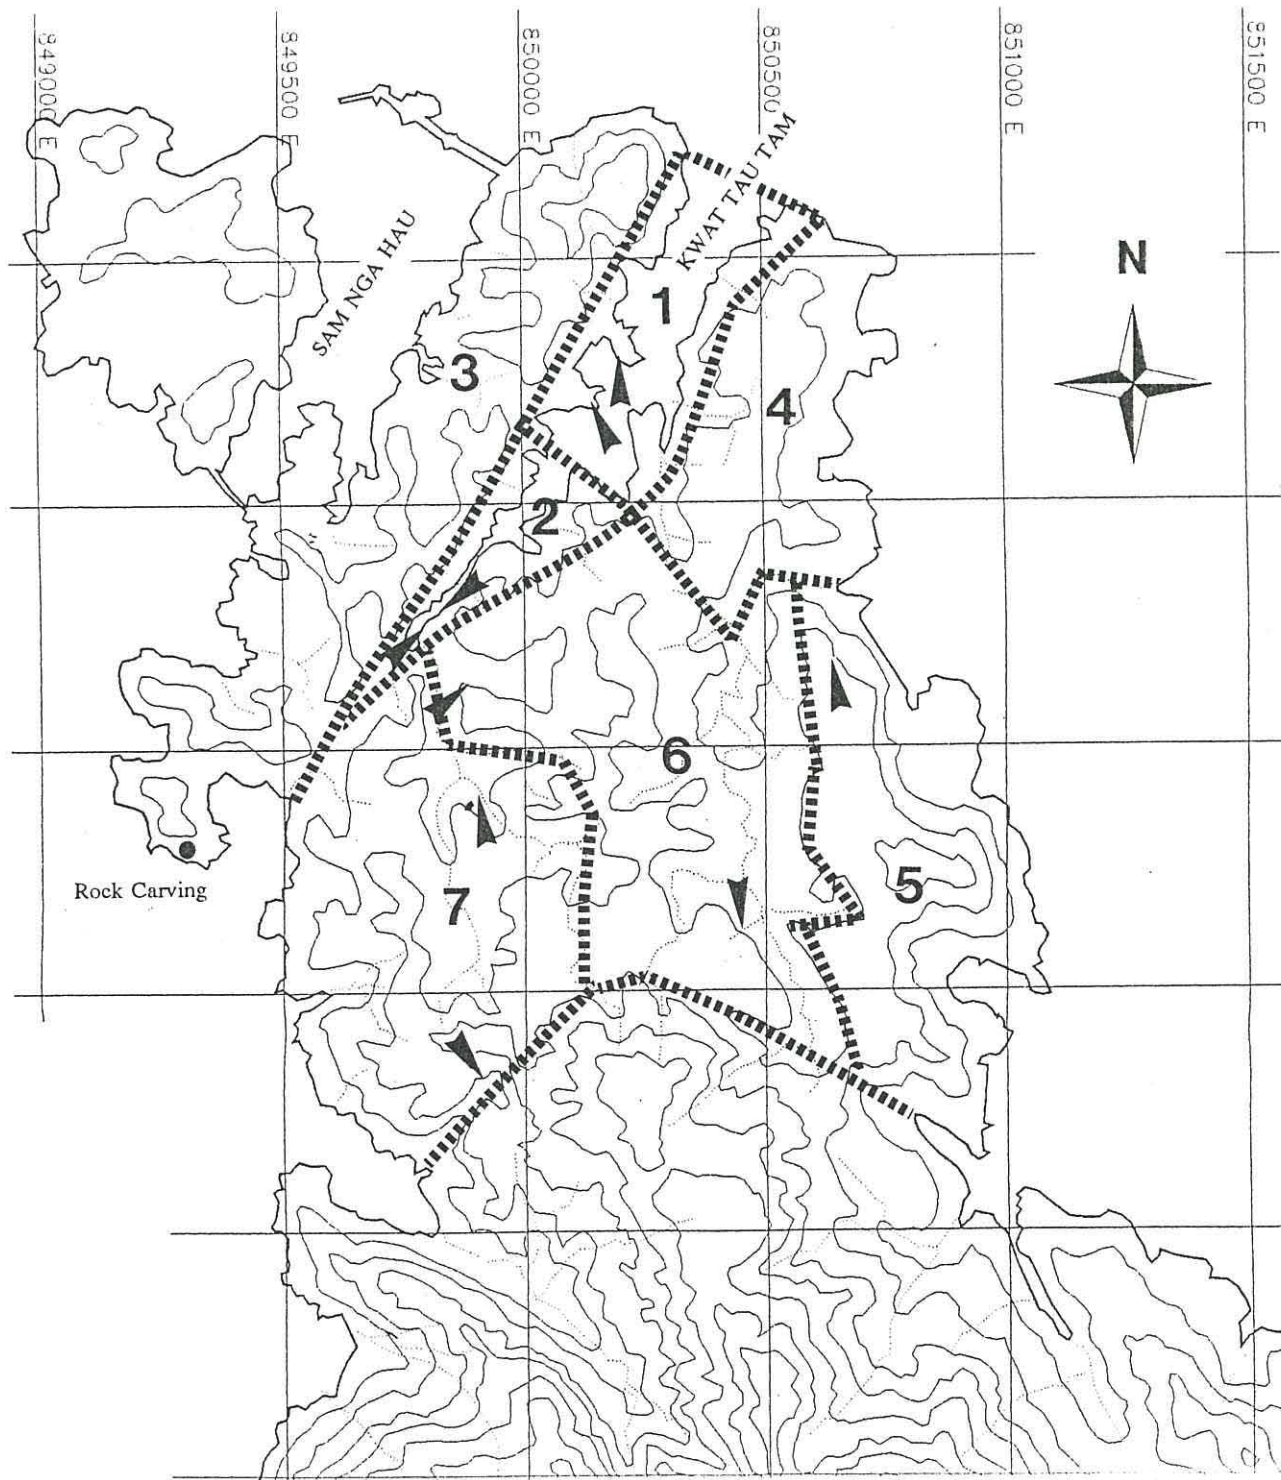 849000 E
849500 E
850000 E
850500 E
851000 E
851500 E
KWAT TAU TAM
SAM NGA HAU
N
1
3
4
2
6
5
7
Rock Carving